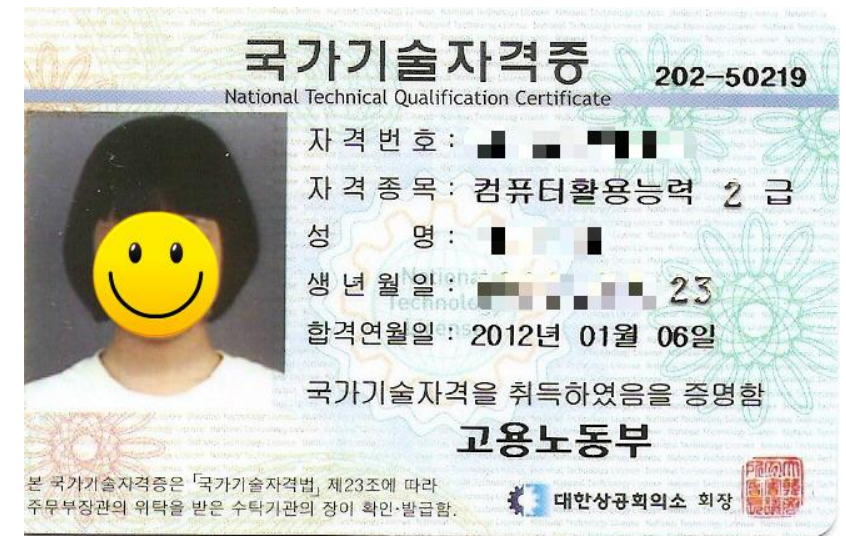 국가기술자격증
202-50219
National Technical Qualification Certificate
자격번호 :
자격종목 : 컴퓨터활용능력 2 급
성 명 :
생년월일 : 23
합격연월일 : 2012년 01월 06일
국가기술자격을 취득하였음을 증명함
고용노동부
본 국가기술자격증은 「국가기술자격법」 제23조에 따라
주무부장관의 위탁을 받은 수탁기관의 장이 확인·발급함.
대한상공회의소 회장